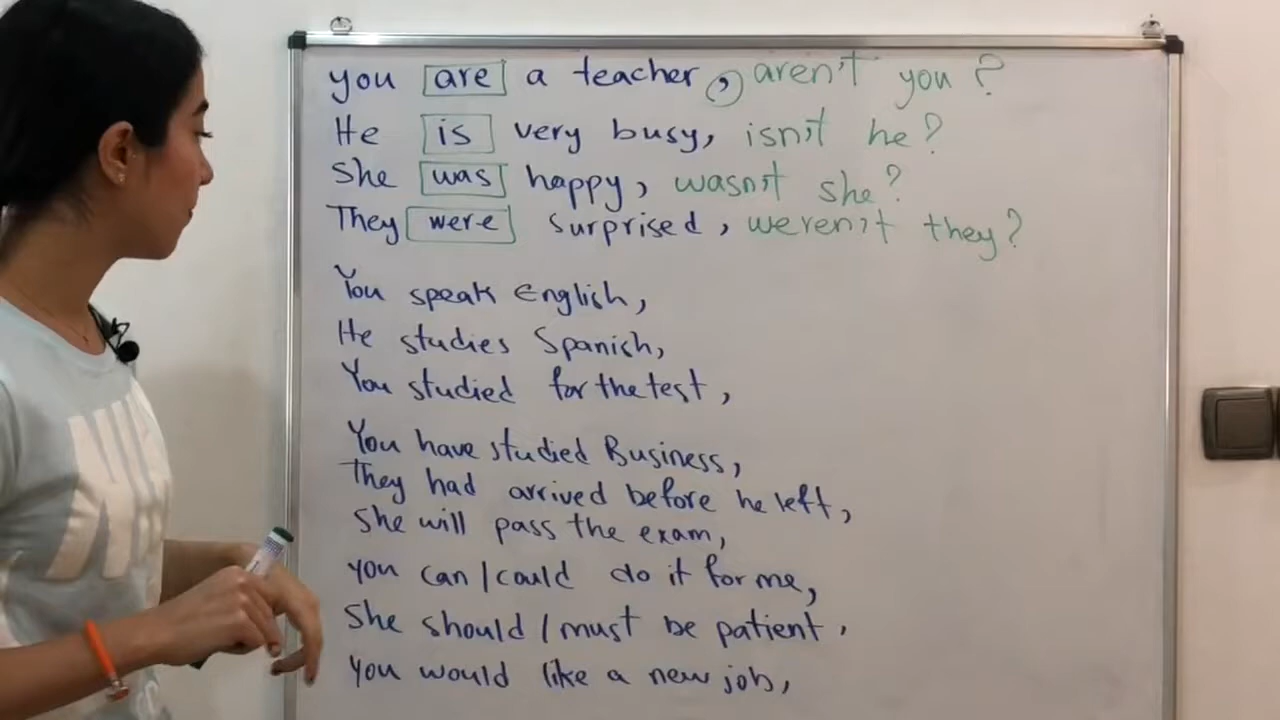 you are a teacher, aren't you?
He is very busy, isn't he?
She was happy, wasn't she?
They were surprised, weren't they?
You speak English,
He studies Spanish,
You studied for the test,
You have studied Business,
They had arrived before he left,
She will pass the exam,
you can/could do it for me,
She should/must be patient,
You would like a new job,